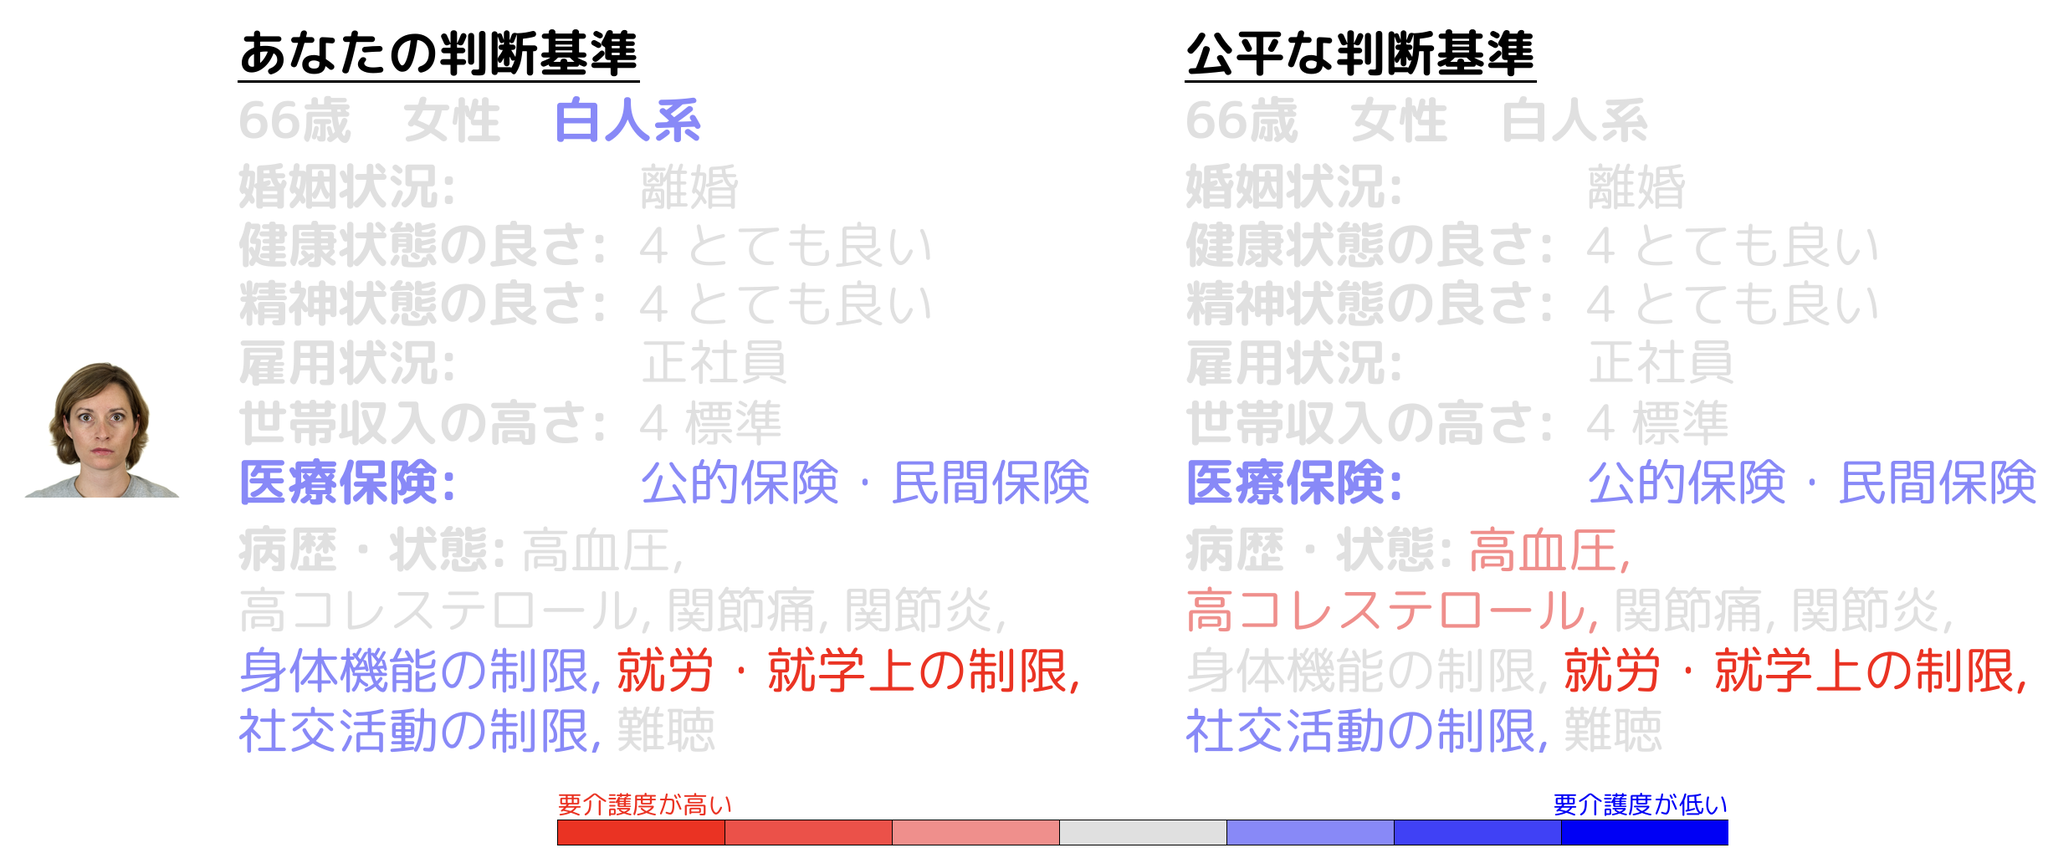 あなたの判断基準
66歳 女性 白人系
婚姻状況: 離婚
健康状態の良さ: 4 とても良い
精神状態の良さ: 4 とても良い
雇用状況: 正社員
世帯収入の高さ: 4 標準
医療保険: 公的保険・民間保険
病歴・状態: 高血圧,
高コレステロール, 関節痛, 関節炎,
身体機能の制限, 就労・就学上の制限,
社交活動の制限, 難聴
公平な判断基準
66歳 女性 白人系
婚姻状況: 離婚
健康状態の良さ: 4 とても良い
精神状態の良さ: 4 とても良い
雇用状況: 正社員
世帯収入の高さ: 4 標準
医療保険: 公的保険・民間保険
病歴・状態: 高血圧,
高コレステロール, 関節痛, 関節炎,
身体機能の制限, 就労・就学上の制限,
社交活動の制限, 難聴
要介護度が高い
要介護度が低い